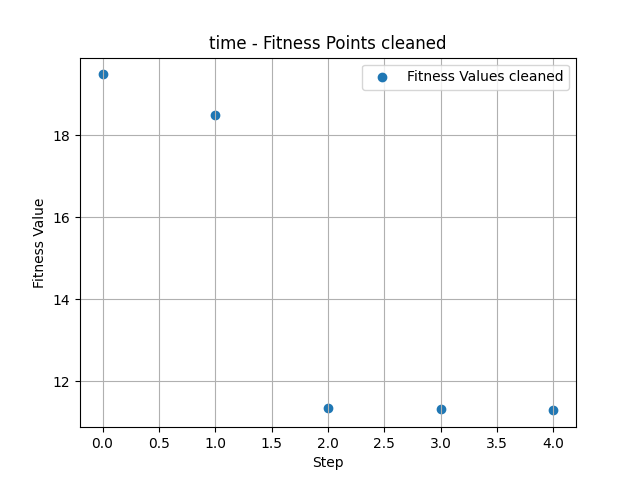 time - Fitness Points cleaned
Fitness Values cleaned
Fitness Value
18
16
14
12
0.0 0.5 1.0 1.5 2.0 2.5 3.0 3.5 4.0
Step